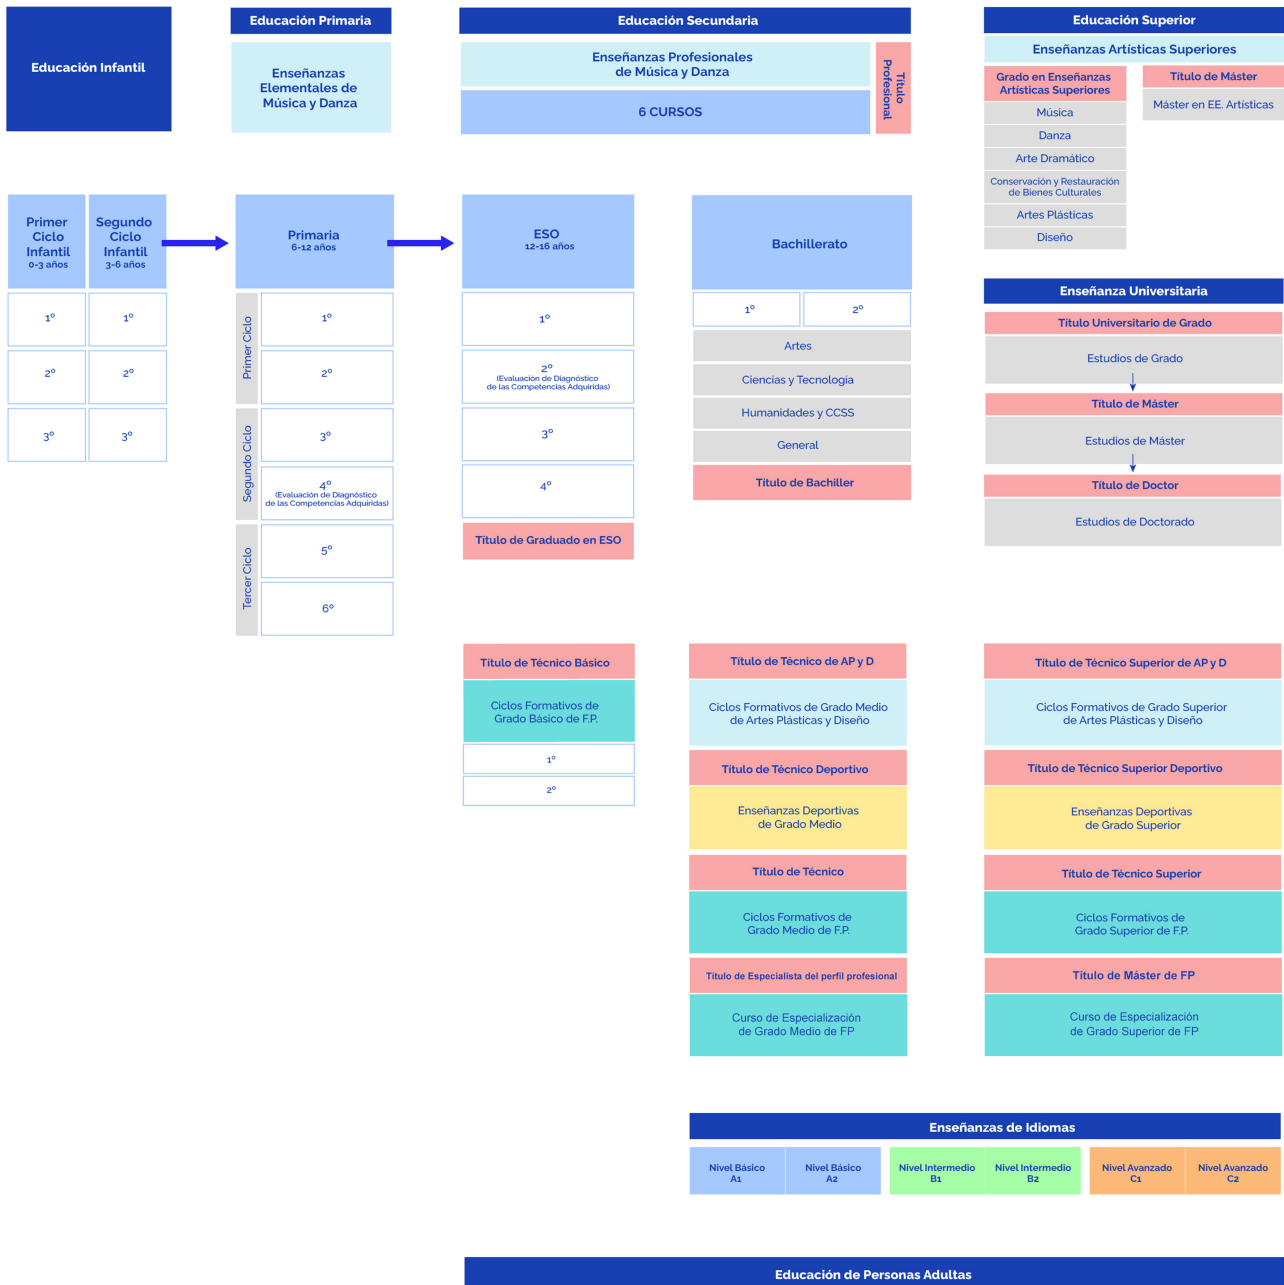 Educación Infantil
Educación Primaria
Enseñanzas
Elementales de
Música y Danza
Educación Secundaria
Enseñanzas Profesionales
de Música y Danza
6 CURSOS
Título
Profesional
Educación Superior
Enseñanzas Artísticas Superiores
Grado en Enseñanzas
Artísticas Superiores
Música
Danza
Arte Dramático
Conservación y Restauración
de Bienes Culturales
Artes Plásticas
Diseño
Título de Máster
Máster en EE. Artísticas
Primer
Ciclo
Infantil
0-3 años
1º
2º
3º
Segundo
Ciclo
Infantil
3-6 años
1º
2º
3º
Primaria
6-12 años
Primer Ciclo
1º
2º
Segundo Ciclo
3º
4º
(Evaluación de Diagnóstico
de las Competencias Adquiridas)
Tercer Ciclo
5º
6º
ESO
12-16 años
1º
2º
(Evaluación de Diagnóstico
de las Competencias Adquiridas)
3º
4º
Título de Graduado en ESO
Bachillerato
1º
2º
Artes
Ciencias y Tecnología
Humanidades y CCSS
General
Título de Bachiller
Enseñanza Universitaria
Título Universitario de Grado
Estudios de Grado
Título de Máster
Estudios de Máster
Título de Doctor
Estudios de Doctorado
Título de Técnico Básico
Ciclos Formativos de
Grado Básico de F.P.
1º
2º
Título de Técnico de AP y D
Ciclos Formativos de Grado Medio
de Artes Plásticas y Diseño
Título de Técnico Deportivo
Enseñanzas Deportivas
de Grado Medio
Título de Técnico
Ciclos Formativos de
Grado Medio de F.P.
Título de Especialista del perfil profesional
Curso de Especialización
de Grado Medio de FP
Título de Técnico Superior de AP y D
Ciclos Formativos de Grado Superior
de Artes Plásticas y Diseño
Título de Técnico Superior Deportivo
Enseñanzas Deportivas
de Grado Superior
Título de Técnico Superior
Ciclos Formativos de
Grado Superior de F.P.
Título de Máster de FP
Curso de Especialización
de Grado Superior de FP
Enseñanzas de Idiomas
Nivel Básico
A1
Nivel Básico
A2
Nivel Intermedio
B1
Nivel Intermedio
B2
Nivel Avanzado
C1
Nivel Avanzado
C2
Educación de Personas Adultas